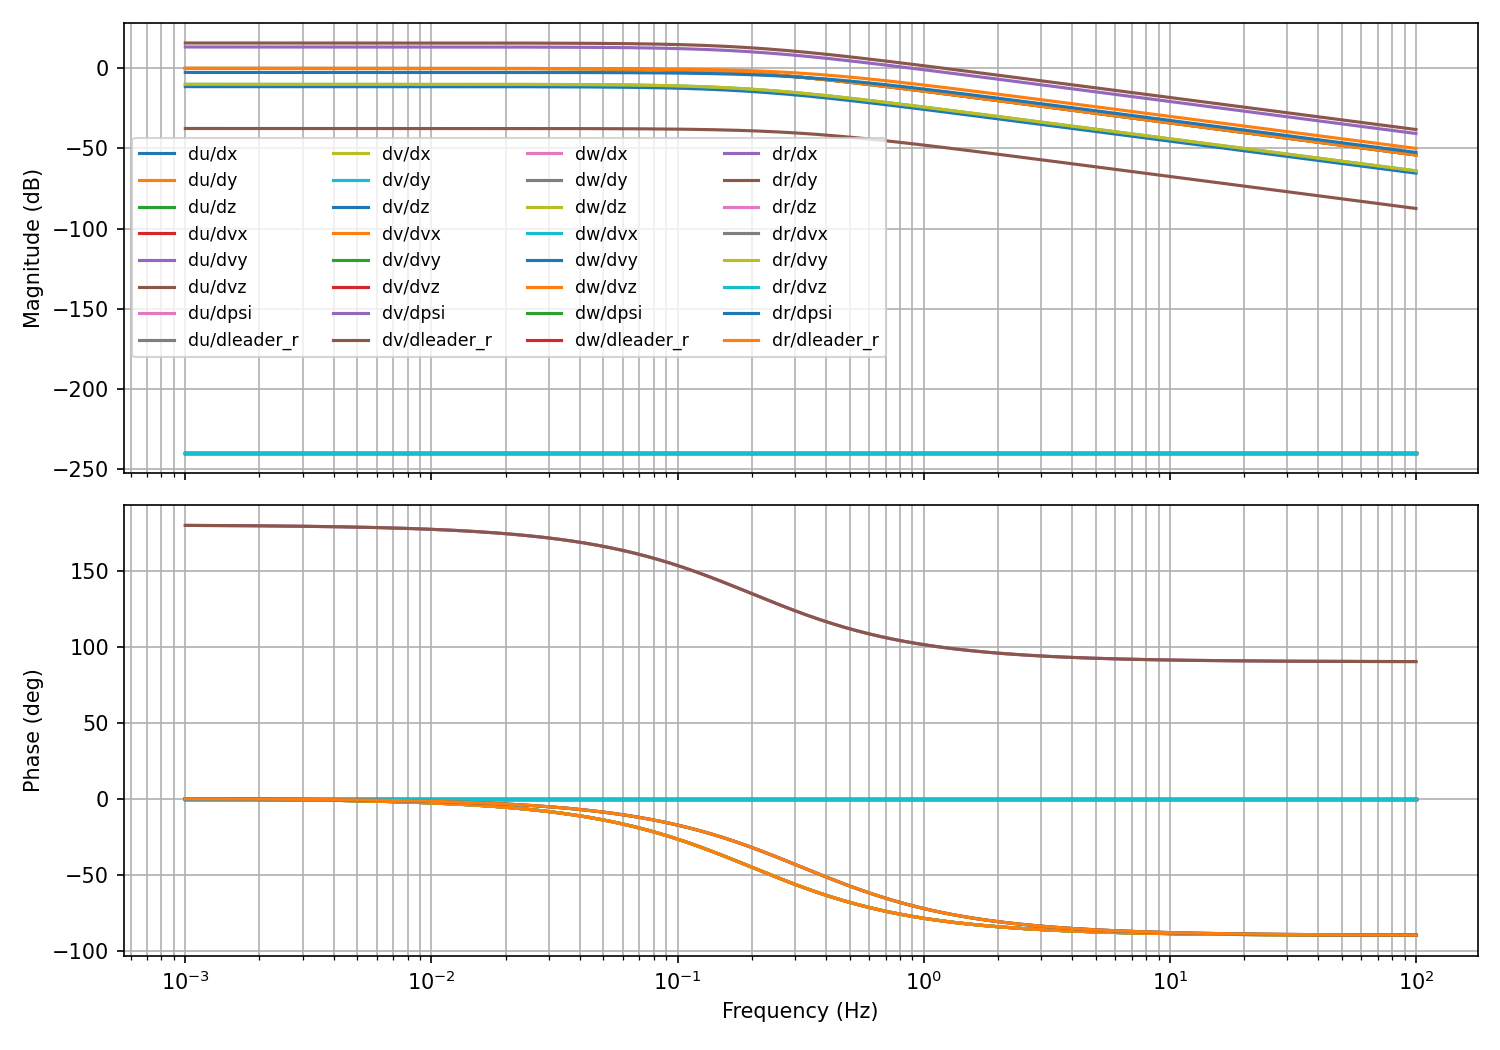 0
−50
−100
−150
−200
−250
Magnitude (dB)
du/dx dv/dx dw/dx dr/dx
du/dy dv/dy dw/dy dr/dy
du/dz dv/dz dw/dz dr/dz
du/dvx dv/dvx dw/dvx dr/dvx
du/dvy dv/dvy dw/dvy dr/dvy
du/dvz dv/dvz dw/dvz dr/dvz
du/dpsi dv/dpsi dw/dpsi dr/dpsi
du/dleader_r dv/dleader_r dw/dleader_r dr/dleader_r
150
100
50
0
−50
−100
Phase (deg)
10⁻³ 10⁻² 10⁻¹ 10⁰ 10¹ 10²
Frequency (Hz)